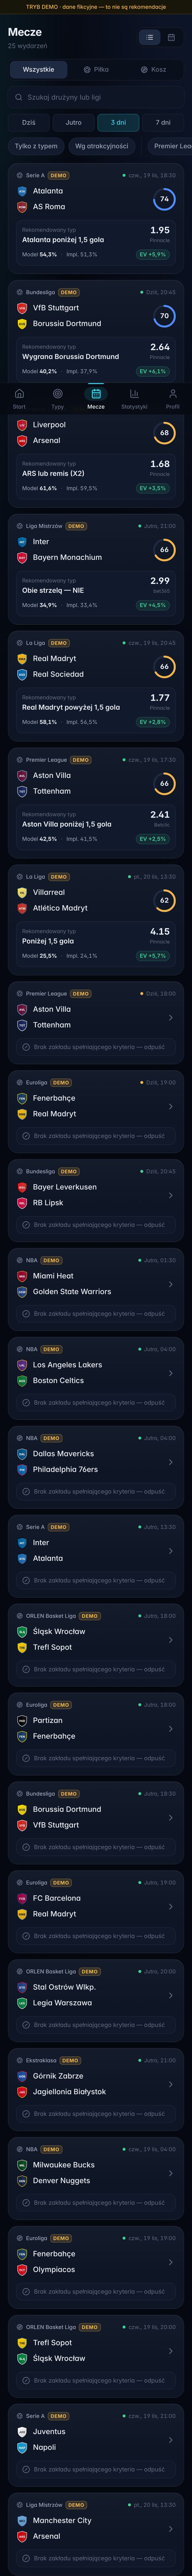 TRYB DEMO · dane fikcyjne — to nie są rekomendacje
Mecze
25 wydarzeń
Wszystkie Piłka Kosz
Szukaj drużyny lub ligi
Dziś Jutro 3 dni 7 dni
Tylko z typem Wg atrakcyjności Premier Lea
Serie A DEMO czw., 19 lis, 18:30
Atalanta
AS Roma
74
Rekomendowany typ
Atalanta poniżej 1,5 gola
1.95
Pinnacle
Model 54,3% Impl. 51,3% EV +5,9%
Bundesliga DEMO Dziś, 20:45
VfB Stuttgart
Borussia Dortmund
70
Rekomendowany typ
Wygrana Borussia Dortmund
2.64
Pinnacle
Model 40,2% Impl. 37,9% EV +6,1%
Start Typy Mecze Statystyki Profil
Liverpool
Arsenal
68
Rekomendowany typ
ARS lub remis (X2)
1.68
Pinnacle
Model 61,6% Impl. 59,5% EV +3,5%
Liga Mistrzów DEMO Jutro, 21:00
Inter
Bayern Monachium
66
Rekomendowany typ
Obie strzelą — NIE
2.99
bet365
Model 34,9% Impl. 33,4% EV +4,5%
La Liga DEMO czw., 19 lis, 20:45
Real Madryt
Real Sociedad
66
Rekomendowany typ
Real Madryt powyżej 1,5 gola
1.77
Pinnacle
Model 58,1% Impl. 56,5% EV +2,8%
Premier League DEMO czw., 19 lis, 17:30
Aston Villa
Tottenham
66
Rekomendowany typ
Aston Villa poniżej 1,5 gola
2.41
Betclic
Model 42,5% Impl. 41,5% EV +2,5%
La Liga DEMO pt., 20 lis, 13:30
Villarreal
Atlético Madryt
62
Rekomendowany typ
Poniżej 1,5 gola
4.15
Pinnacle
Model 25,5% Impl. 24,1% EV +5,7%
Premier League DEMO Dziś, 18:00
Aston Villa
Tottenham
Brak zakładu spełniającego kryteria — odpuść
Euroliga DEMO Dziś, 19:00
Fenerbahçe
Real Madryt
Brak zakładu spełniającego kryteria — odpuść
Bundesliga DEMO Dziś, 20:45
Bayer Leverkusen
RB Lipsk
Brak zakładu spełniającego kryteria — odpuść
NBA DEMO Jutro, 01:30
Miami Heat
Golden State Warriors
Brak zakładu spełniającego kryteria — odpuść
NBA DEMO Jutro, 04:00
Los Angeles Lakers
Boston Celtics
Brak zakładu spełniającego kryteria — odpuść
NBA DEMO Jutro, 04:00
Dallas Mavericks
Philadelphia 76ers
Brak zakładu spełniającego kryteria — odpuść
Serie A DEMO Jutro, 13:30
Inter
Atalanta
Brak zakładu spełniającego kryteria — odpuść
ORLEN Basket Liga DEMO Jutro, 18:00
Śląsk Wrocław
Trefl Sopot
Brak zakładu spełniającego kryteria — odpuść
Euroliga DEMO Jutro, 18:00
Partizan
Fenerbahçe
Brak zakładu spełniającego kryteria — odpuść
Bundesliga DEMO Jutro, 18:30
Borussia Dortmund
VfB Stuttgart
Brak zakładu spełniającego kryteria — odpuść
Euroliga DEMO Jutro, 19:00
FC Barcelona
Real Madryt
Brak zakładu spełniającego kryteria — odpuść
ORLEN Basket Liga DEMO Jutro, 20:00
Stal Ostrów Wlkp.
Legia Warszawa
Brak zakładu spełniającego kryteria — odpuść
Ekstraklasa DEMO Jutro, 21:00
Górnik Zabrze
Jagiellonia Białystok
Brak zakładu spełniającego kryteria — odpuść
NBA DEMO czw., 19 lis, 04:00
Milwaukee Bucks
Denver Nuggets
Brak zakładu spełniającego kryteria — odpuść
Euroliga DEMO czw., 19 lis, 19:00
Fenerbahçe
Olympiacos
Brak zakładu spełniającego kryteria — odpuść
ORLEN Basket Liga DEMO czw., 19 lis, 20:00
Trefl Sopot
Śląsk Wrocław
Brak zakładu spełniającego kryteria — odpuść
Serie A DEMO czw., 19 lis, 21:00
Juventus
Napoli
Brak zakładu spełniającego kryteria — odpuść
Liga Mistrzów DEMO pt., 20 lis, 13:30
Manchester City
Arsenal
Brak zakładu spełniającego kryteria — odpuść